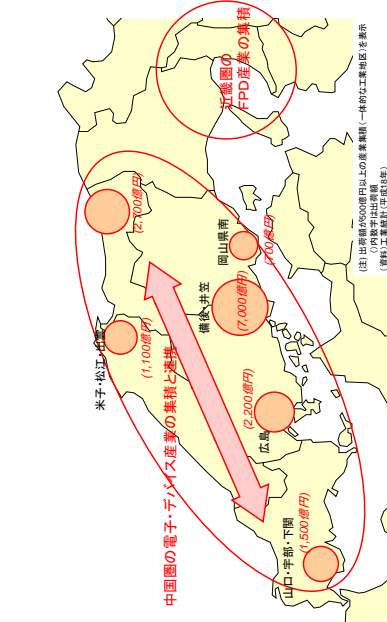 近畿圏の
FPD産業の集積
(2,700億円)
米子・松江・出雲
(1,100億円)
中国圏の電子・デバイス産業の集積と連携
岡山県南
(700億円)
備後・井笠
(7,000億円)
広島
(2,200億円)
山口・宇部・下関
(1,500億円)
(注)出荷額が500億円以上の産業集積(一体的な工業地区)を表示
()内数字は出荷額
(資料)工業統計(平成18年)